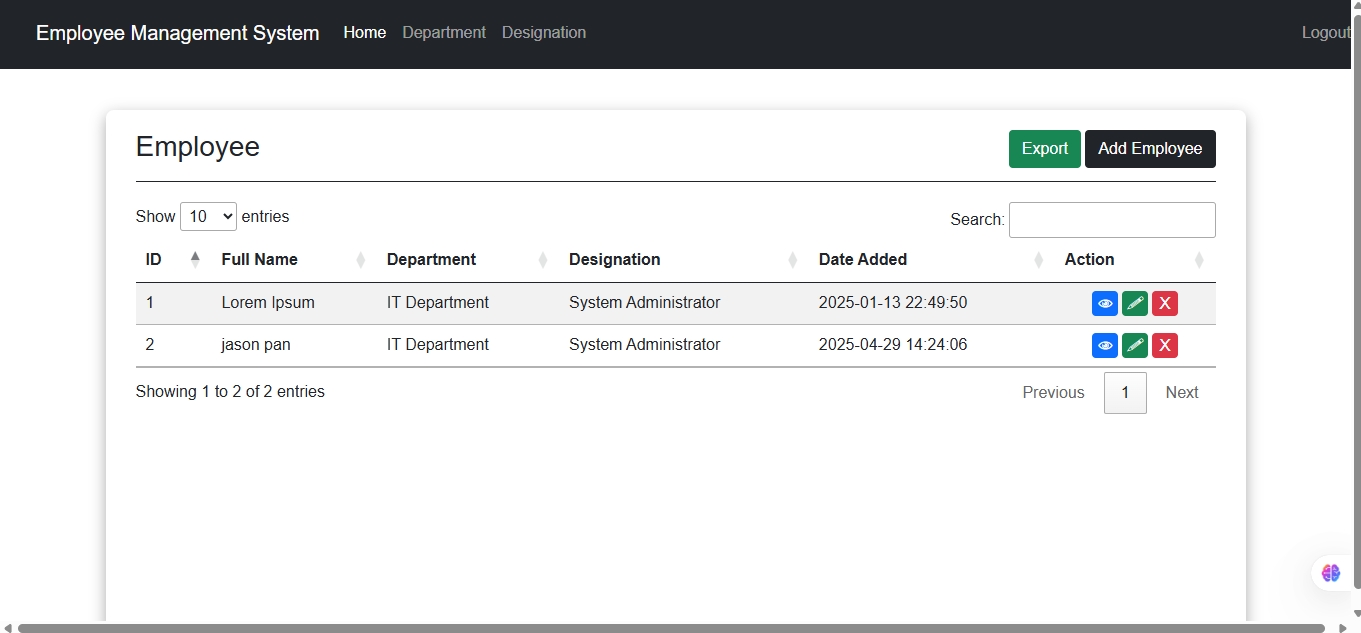 Employee Management System Home Department Designation Logout
Employee Export Add Employee
Show 10 entries Search:
ID Full Name Department Designation Date Added Action
1 Lorem Ipsum IT Department System Administrator 2025-01-13 22:49:50 X
2 jason pan IT Department System Administrator 2025-04-29 14:24:06 X
Showing 1 to 2 of 2 entries Previous 1 Next